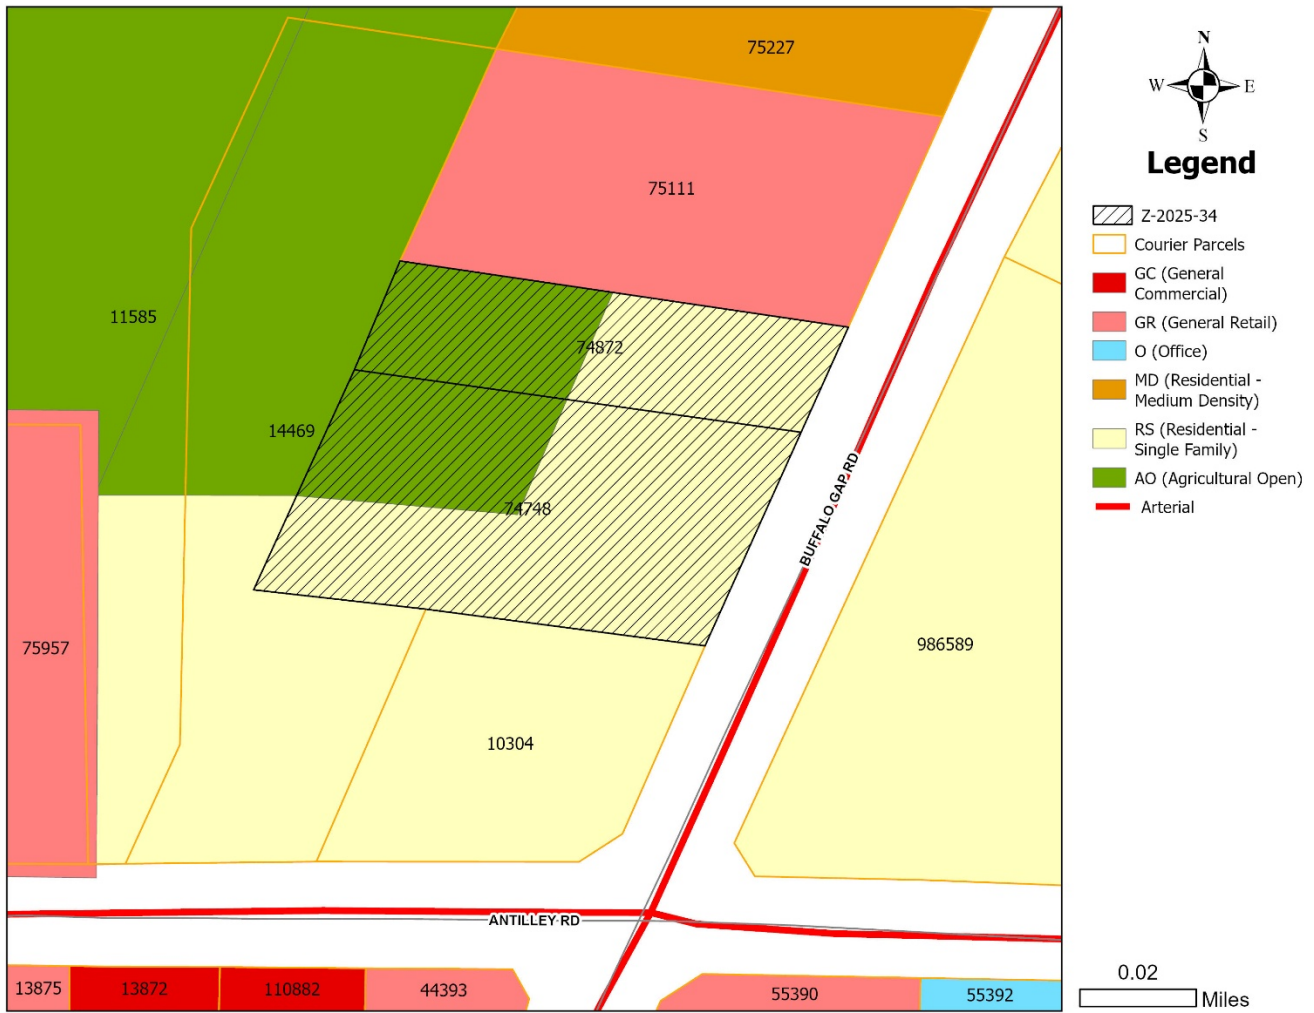 75227
75111
11585
74872
14469
74748
BUFFALO GAP RD
75957
986589
10304
ANTILLEY RD
13875
13872
110882
44393
55390
55392
N
W
E
S
Legend
Z-2025-34
Courier Parcels
GC (General
Commercial)
GR (General Retail)
O (Office)
MD (Residential -
Medium Density)
RS (Residential -
Single Family)
AO (Agricultural Open)
Arterial
0.02
Miles